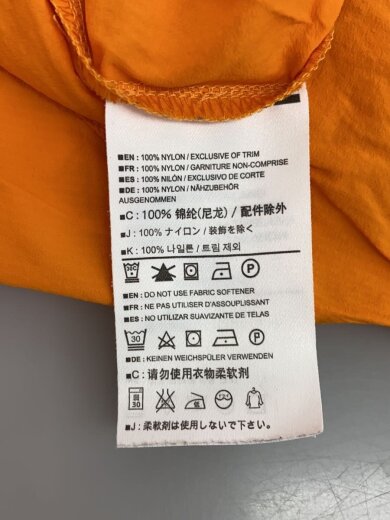 ■EN : 100% NYLON / EXCLUSIVE OF TRIM
■FR : 100% NYLON / GARNITURE NON-COMPRISE
■ES : 100% NILÓN / EXCLUSIVO DE CORTE
■DE : 100% NYLON / NÄHZUBEHÖR
AUSGENOMMEN
■C : 100% 锦纶(尼龙) / 配件除外
■J : 100% ナイロン / 装飾を除く
■K : 100% 나일론 / 트림 제외
P
■EN : DO NOT USE FABRIC SOFTENER
■FR : NE PAS UTILISER D'ASSOUPLISSANT
■ES : NO UTILIZAR SUAVIZANTE DE TELAS
30 P
■DE : KEINEN WEICHSPÜLER VERWENDEN
■C : 请勿使用衣物柔软剂
30 低
■J : 柔軟剤は使用しないで下さい。